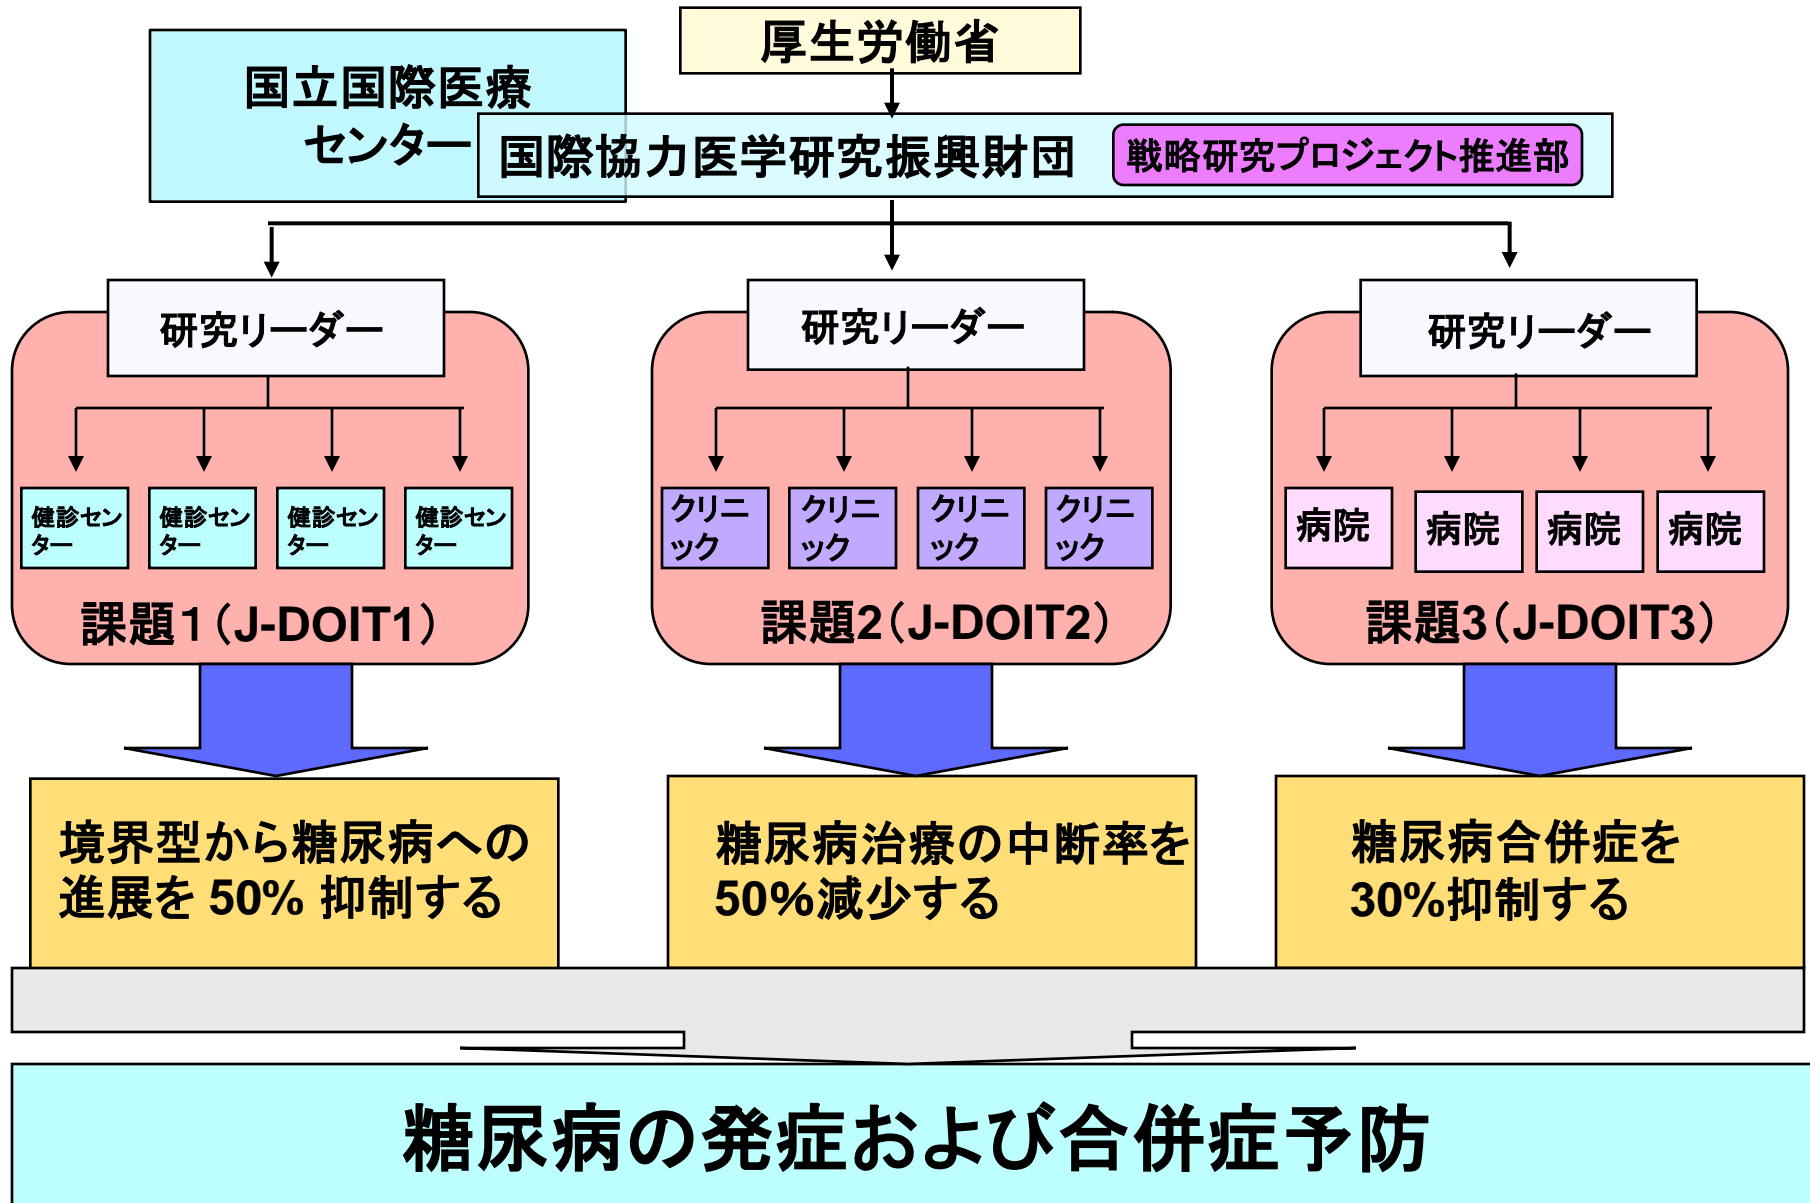 厚生労働省
国立国際医療
センター
国際協力医学研究振興財団
戦略研究プロジェクト推進部
研究リーダー
研究リーダー
研究リーダー
健診セン
ター
健診セン
ター
健診セン
ター
健診セン
ター
クリニ
ック
クリニ
ック
クリニ
ック
クリニ
ック
病院
病院
病院
病院
課題１（J-DOIT1）
課題2（J-DOIT2）
課題3（J-DOIT3）
境界型から糖尿病への
進展を 50% 抑制する
糖尿病治療の中断率を
50％減少する
糖尿病合併症を
30%抑制する
糖尿病の発症および合併症予防